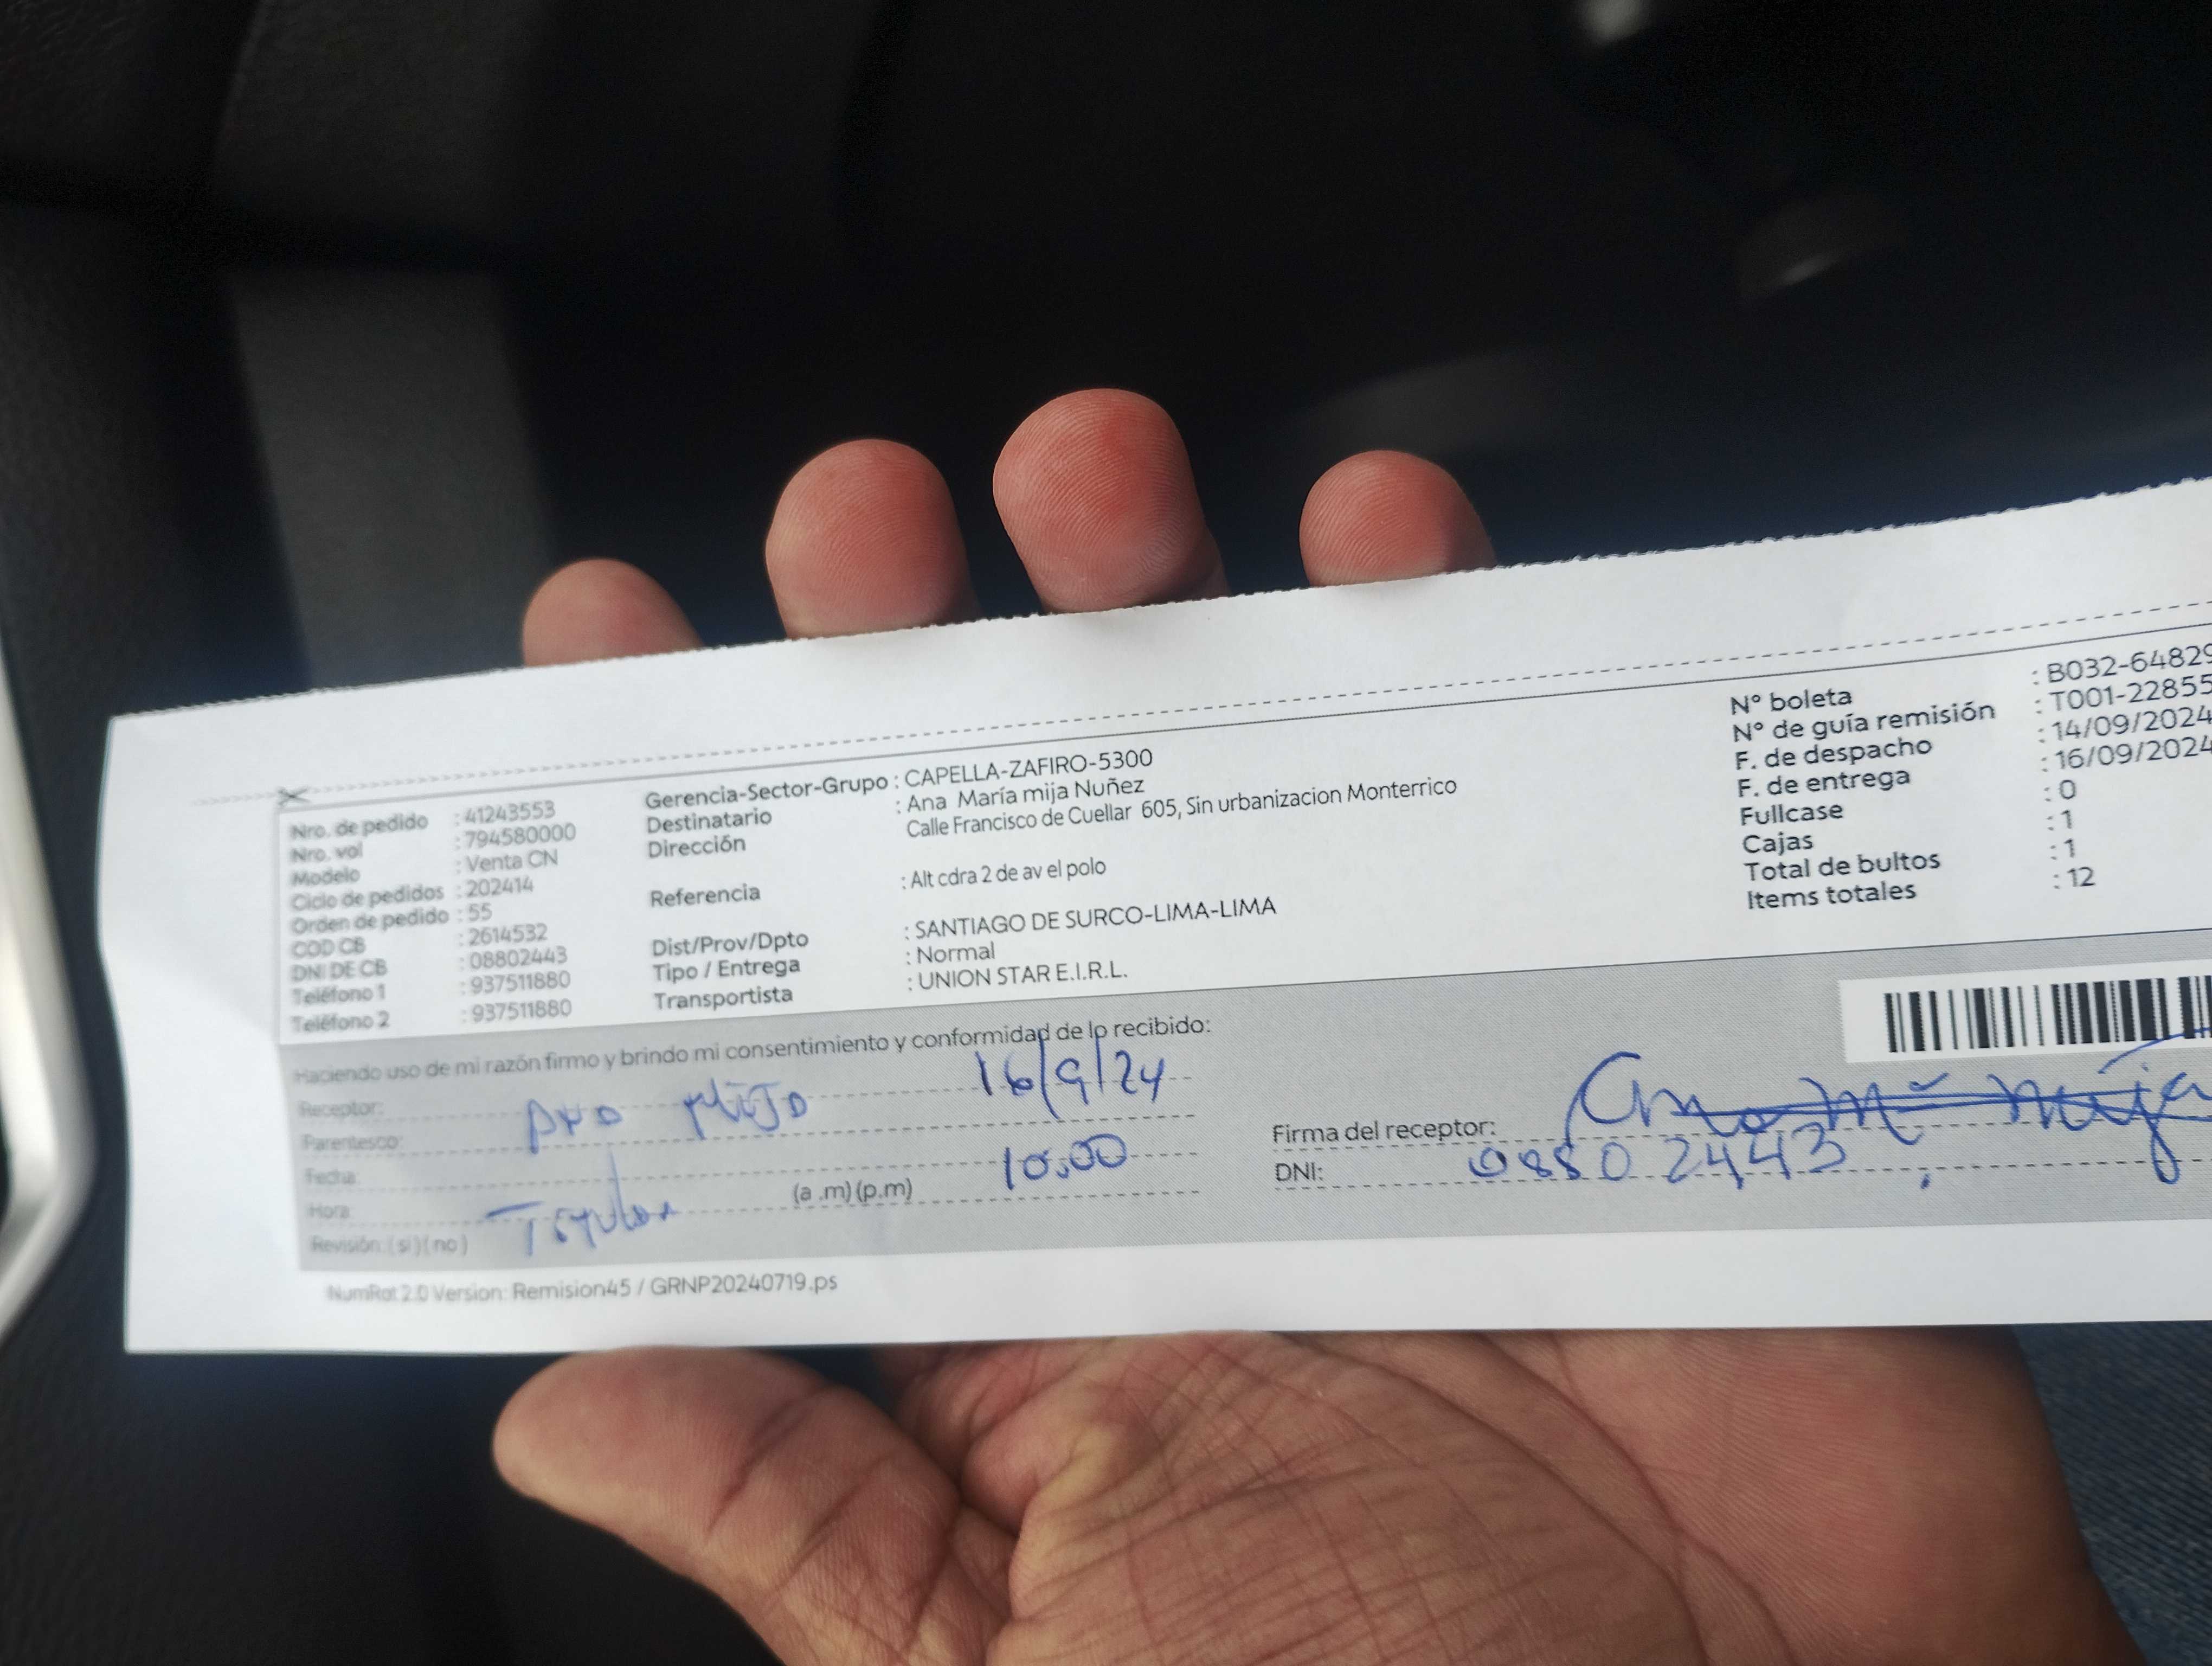 Nro. de pedido : 41243553
Nro. vol : 794580000
Modelo : Venta CN
Ciclo de pedidos : 202414
Orden de pedido : 55
COD CB : 2614532
DNI DE CB : 08802443
Teléfono 1 : 937511880
Teléfono 2 : 937511880
Gerencia-Sector-Grupo : CAPELLA-ZAFIRO-5300
Destinatario : Ana María mija Nuñez
Dirección Calle Francisco de Cuellar 605, Sin urbanizacion Monterrico
Referencia : Alt cdra 2 de av el polo
Dist/Prov/Dpto : SANTIAGO DE SURCO-LIMA-LIMA
Tipo / Entrega : Normal
Transportista : UNION STAR E.I.R.L.
N° boleta : B032-64829
N° de guía remisión : T001-22855
F. de despacho : 14/09/2024
F. de entrega : 16/09/2024
Fullcase : 0
Cajas : 1
Total de bultos : 1
Items totales : 12
Haciendo uso de mi razón firmo y brindo mi consentimiento y conformidad de lo recibido:
Receptor: 16/9/24
Parentesco:
Fecha: 10:00
Hora: (a .m) (p.m)
Revisión: ( si ) ( no )
Firma del receptor: Ana Mª mija
DNI: 08802443
NumRot 2.0 Version: Remision45 / GRNP20240719.ps